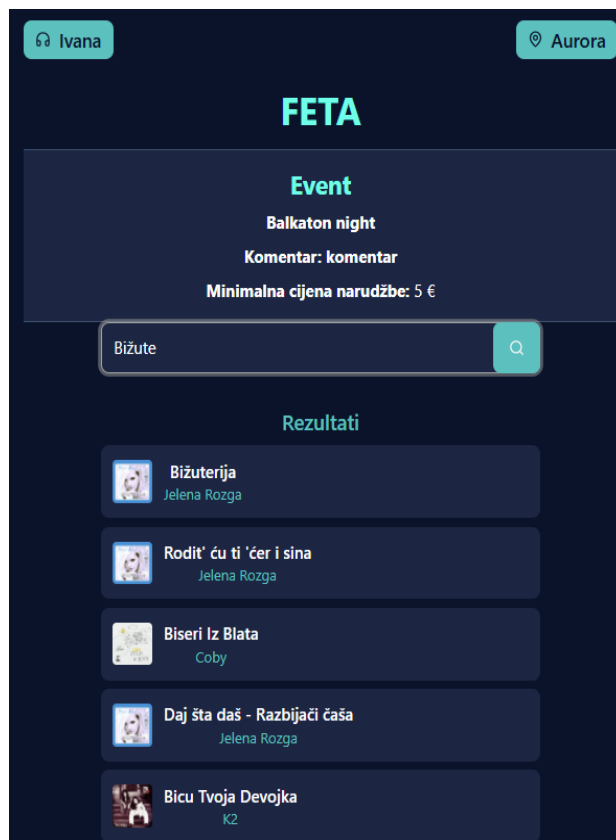 Ivana
Aurora
FETA
Event
Balkaton night
Komentar: komentar
Minimalna cijena narudžbe: 5 €
Bižute
Rezultati
Bižuterija
Jelena Rozga
Rodit' ću ti 'ćer i sina
Jelena Rozga
Biseri Iz Blata
Coby
Daj šta daš - Razbijači čaša
Jelena Rozga
Bicu Tvoja Devojka
K2